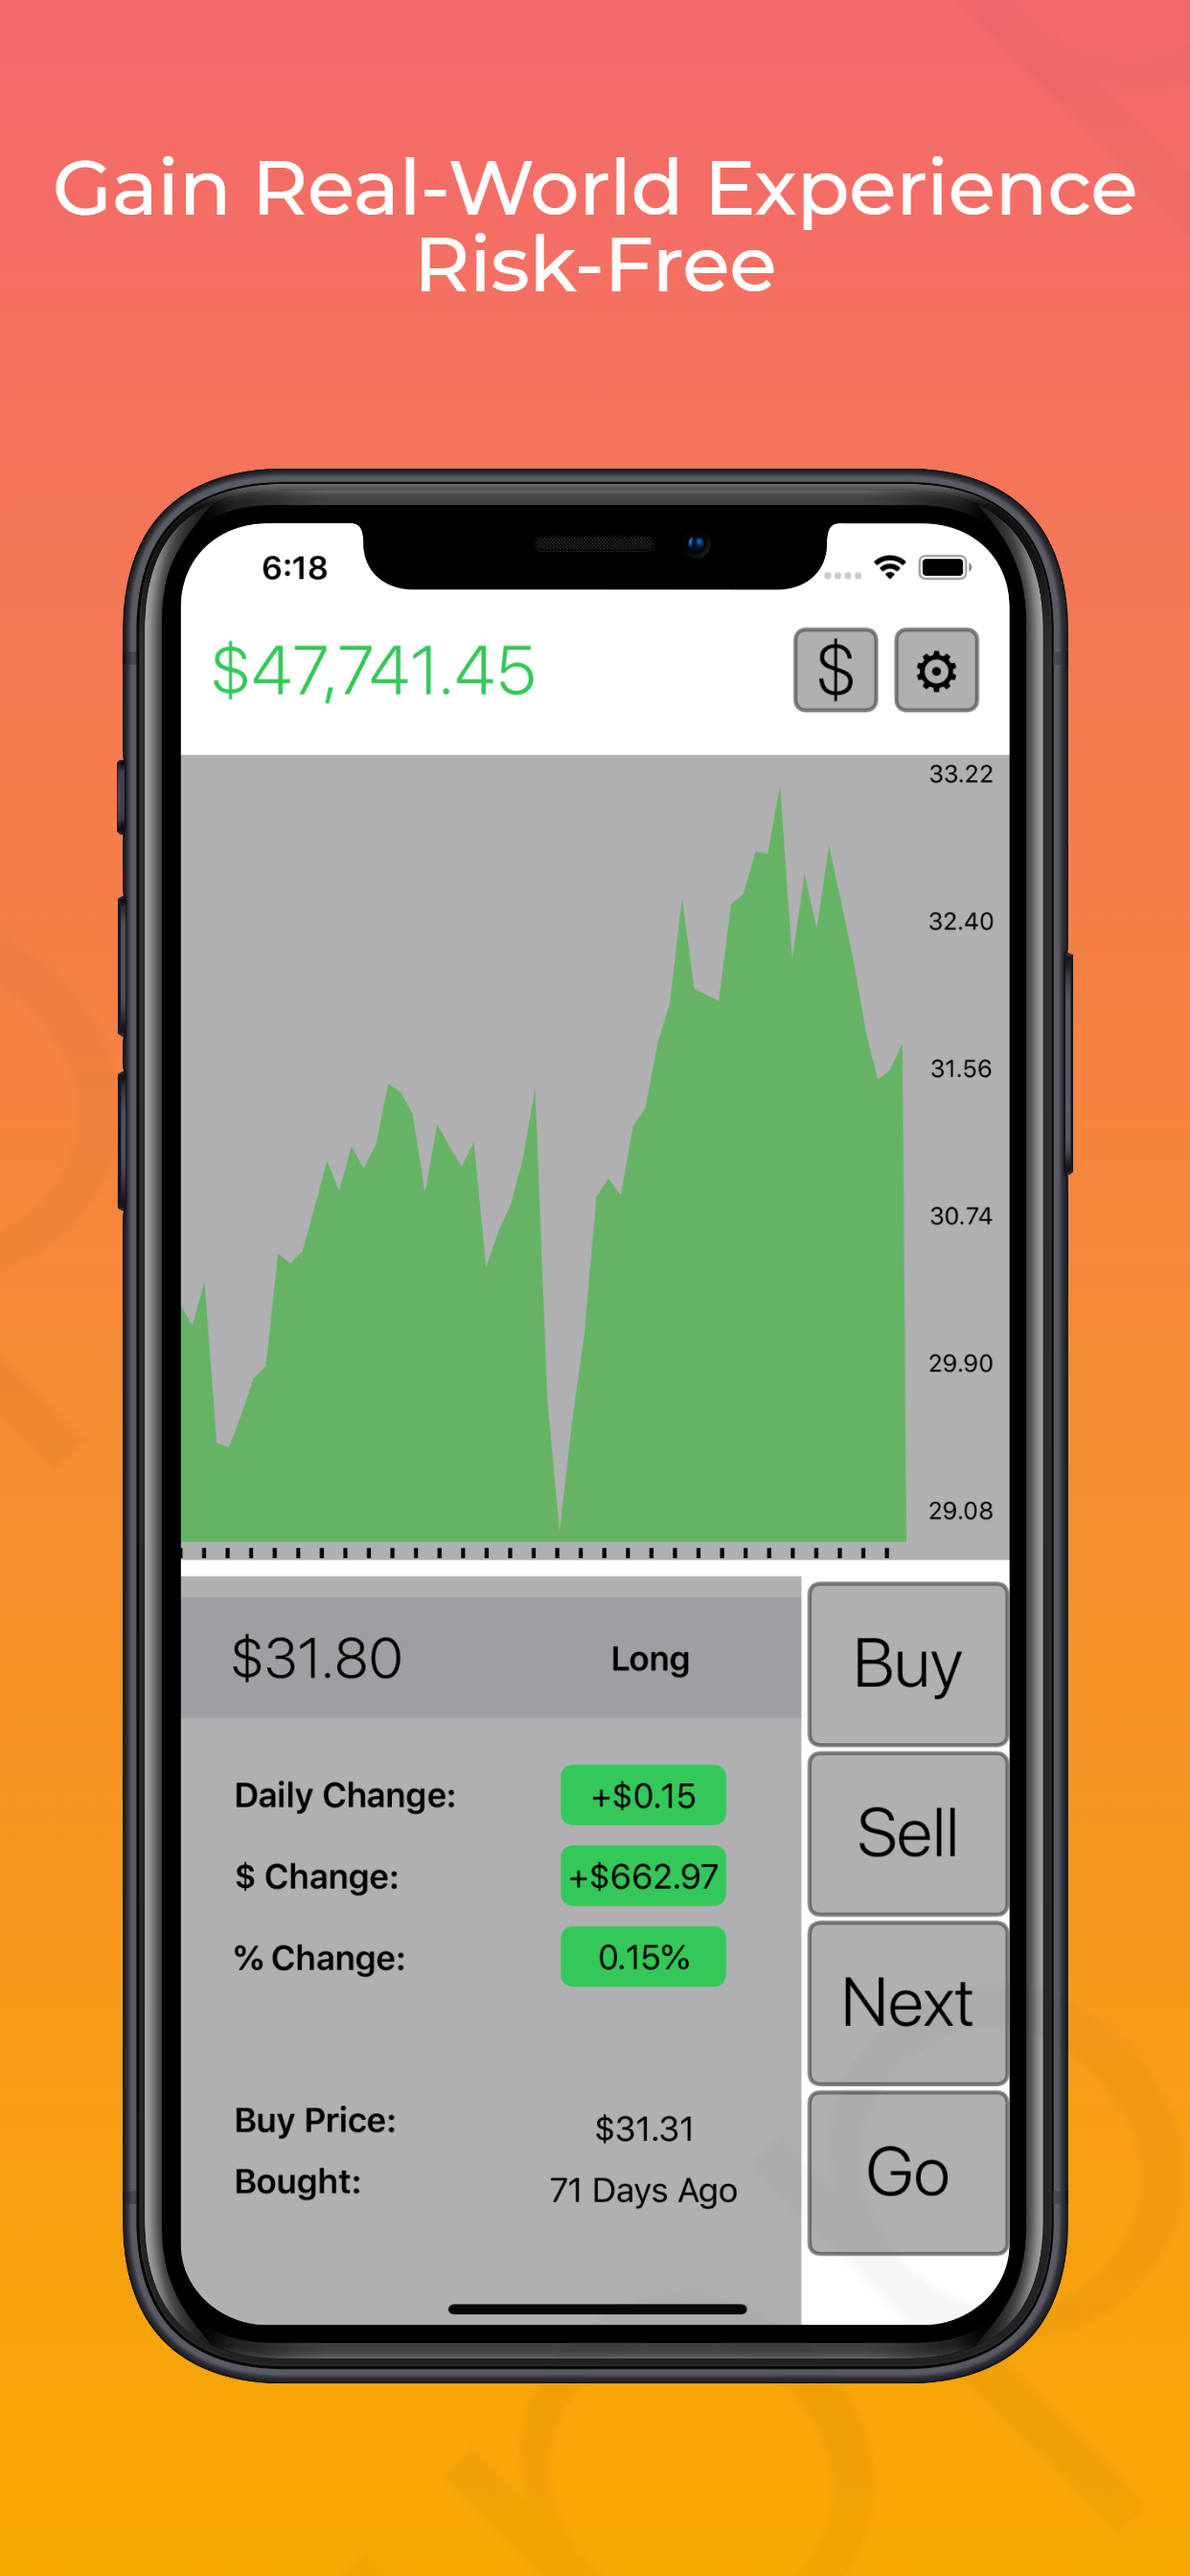 Gain Real-World Experience
Risk-Free
6:18
$47,741.45
$
33.22
32.40
31.56
30.74
29.90
29.08
$31.80 Long
Daily Change: +$0.15
$ Change: +$662.97
% Change: 0.15%
Buy Price: $31.31
Bought: 71 Days Ago
Buy
Sell
Next
Go